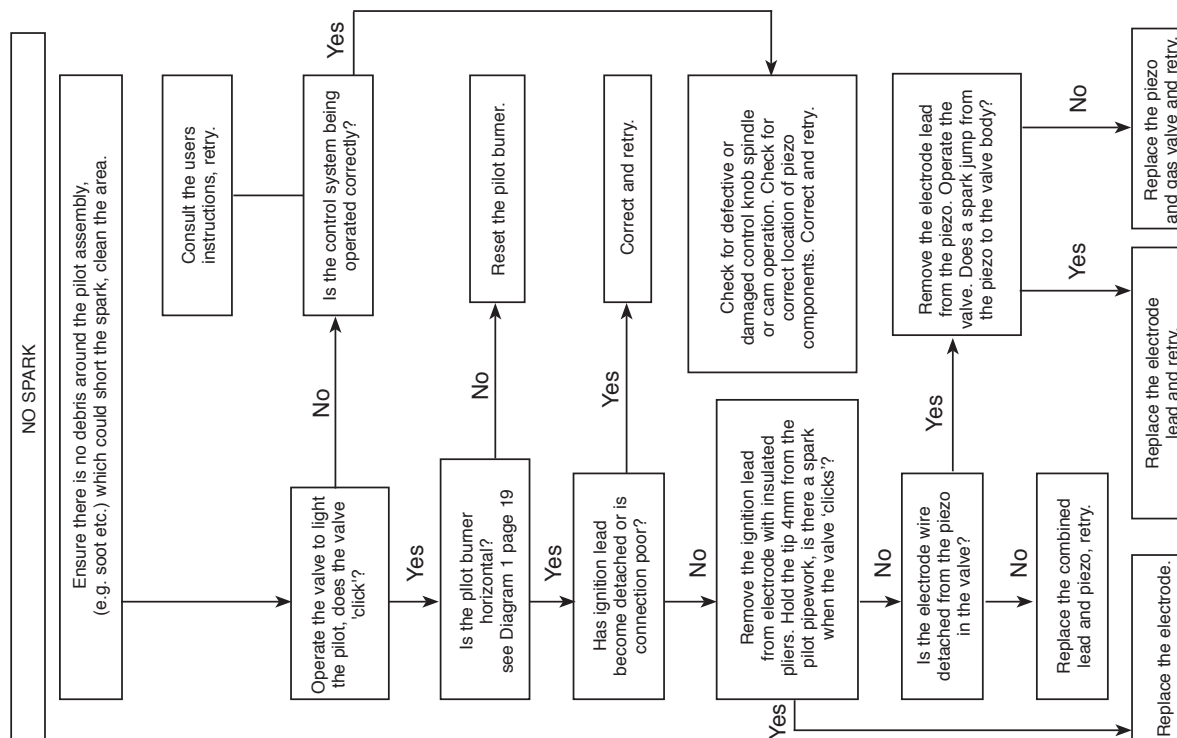 NO SPARK
Ensure there is no debris around the pilot assembly,
(e.g. soot etc.) which could short the spark, clean the area.
Operate the valve to light
the pilot, does the valve
'click'?
No
Is the control system being
operated correctly?
Consult the users
instructions, retry.
Yes
Yes
Is the pilot burner
horizontal?
see Diagram 1 page 19
No
Reset the pilot burner.
Yes
Has ignition lead
become detached or is
connection poor?
Yes
Correct and retry.
No
Check for defective or
damaged control knob spindle
or cam operation. Check for
correct location of piezo
components. Correct and retry.
Remove the ignition lead
from electrode with insulated
pliers. Hold the tip 4mm from the
pilot pipework, is there a spark
when the valve 'clicks'?
Yes
No
Is the electrode wire
detached from the piezo
in the valve?
Yes
Remove the electrode lead
from the piezo. Operate the
valve. Does a spark jump from
the piezo to the valve body?
No
Replace the combined
lead and piezo, retry.
Yes
No
Replace the electrode.
Replace the electrode
lead and retry.
Replace the piezo
and gas valve and retry.